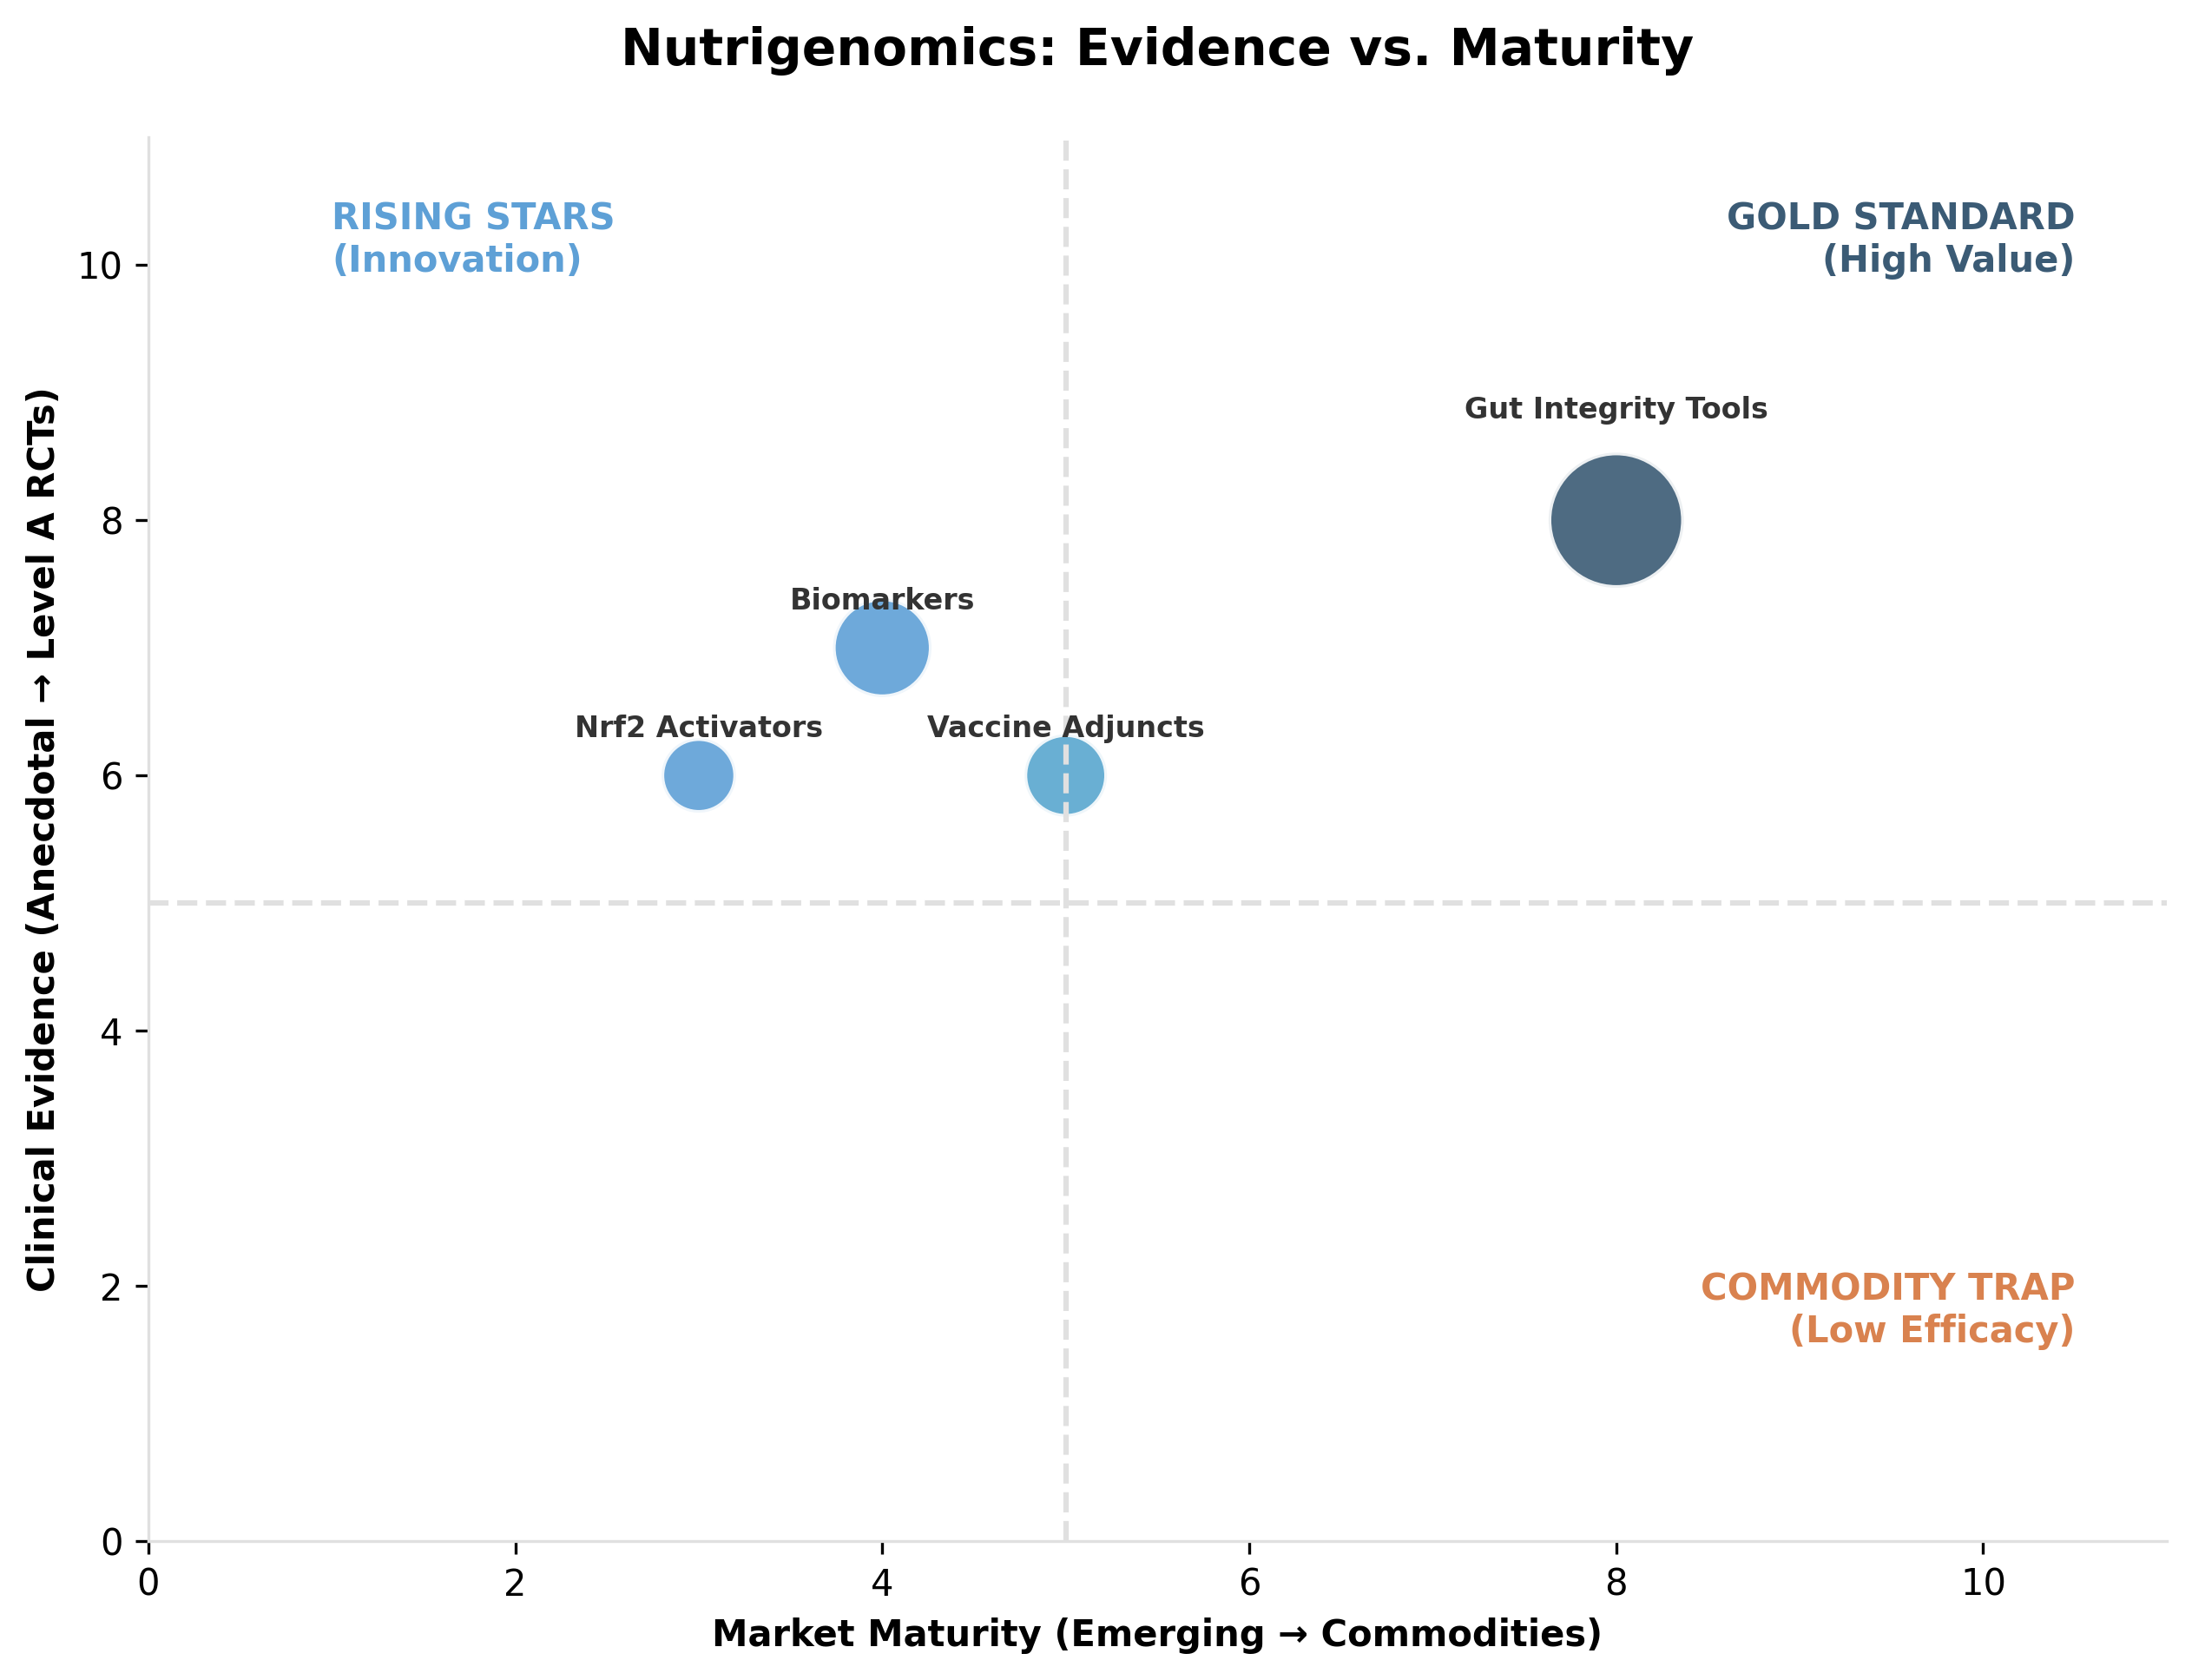 Nutrigenomics: Evidence vs. Maturity
RISING STARS
(Innovation)
GOLD STANDARD
(High Value)
Gut Integrity Tools
Biomarkers
Nrf2 Activators
Vaccine Adjuncts
COMMODITY TRAP
(Low Efficacy)
Clinical Evidence (Anecdotal → Level A RCTs)
10
8
6
4
2
0
0 2 4 6 8 10
Market Maturity (Emerging → Commodities)